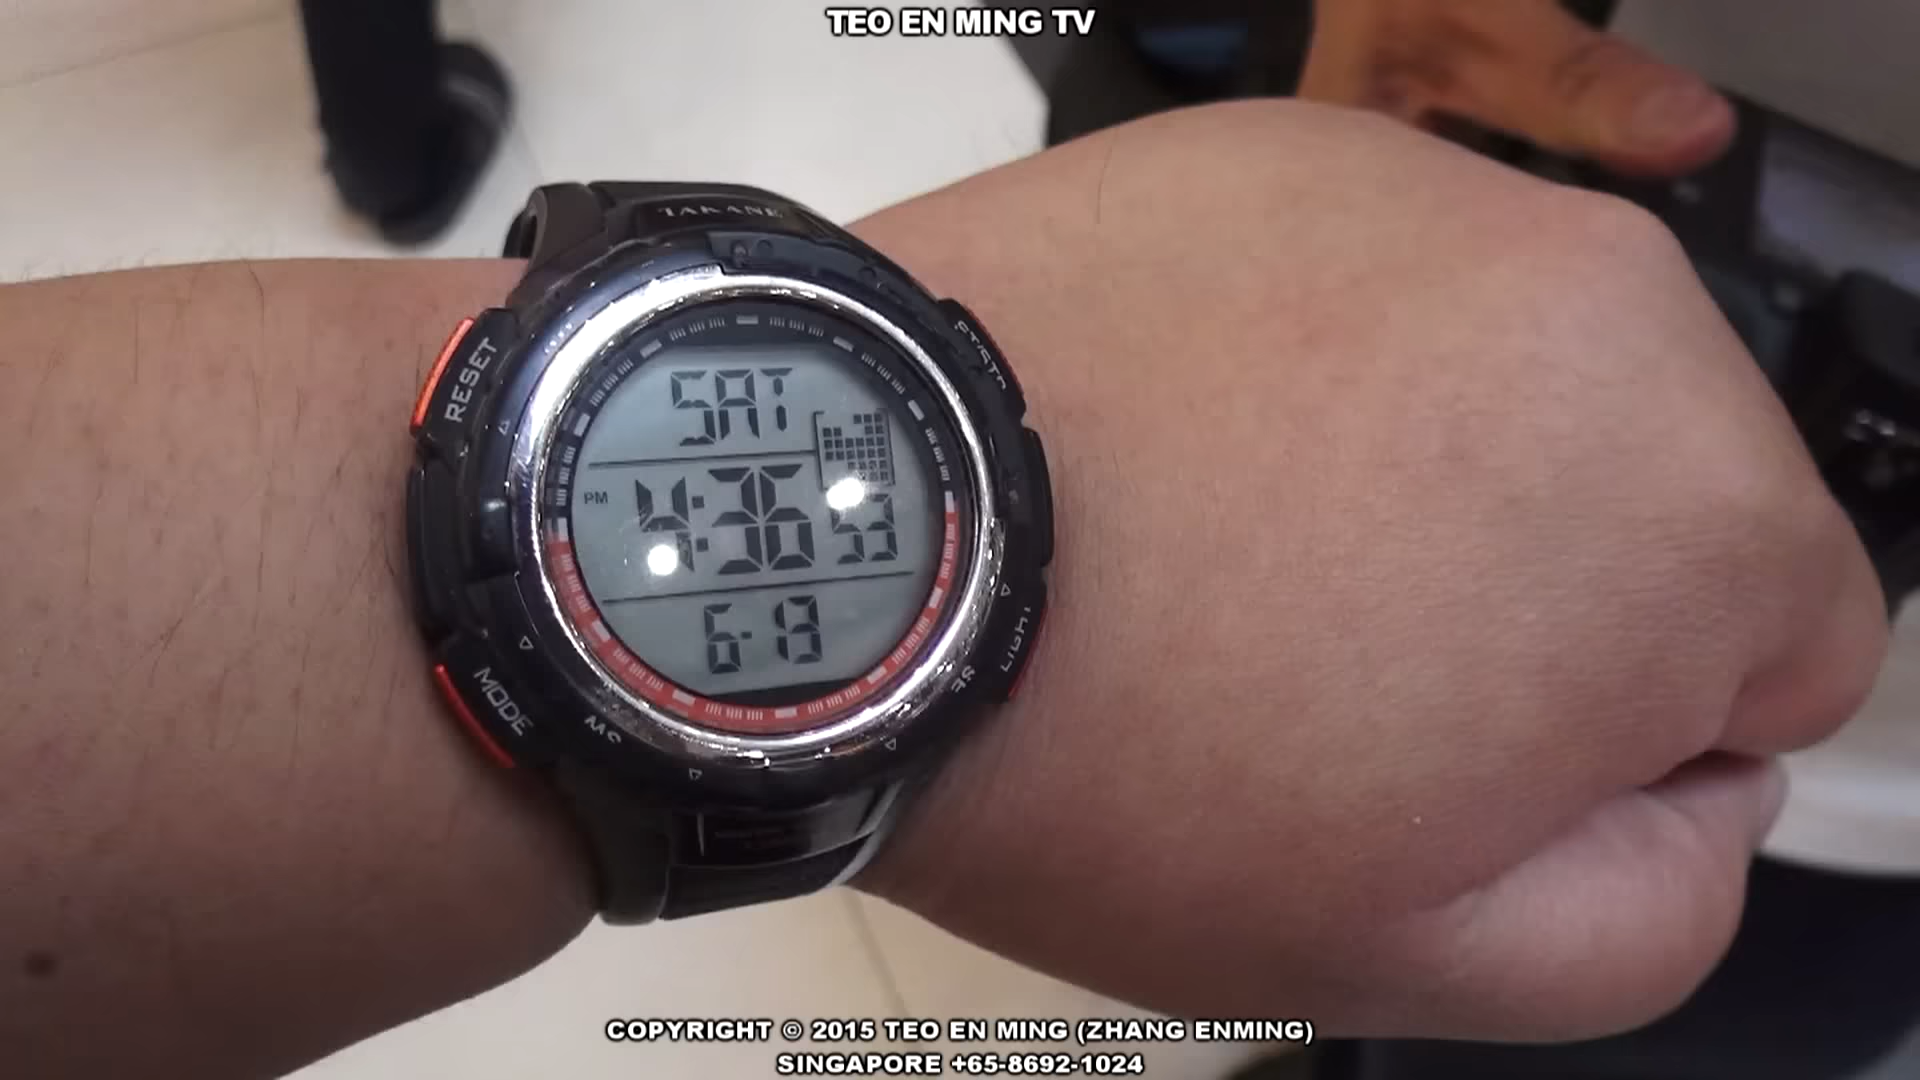 TEO EN MING TV
TAKANE
RESET
SAT
PM 4:36 53
6-13
MODE
LIGHT
COPYRIGHT © 2015 TEO EN MING (ZHANG ENMING)
SINGAPORE +65-8692-1024